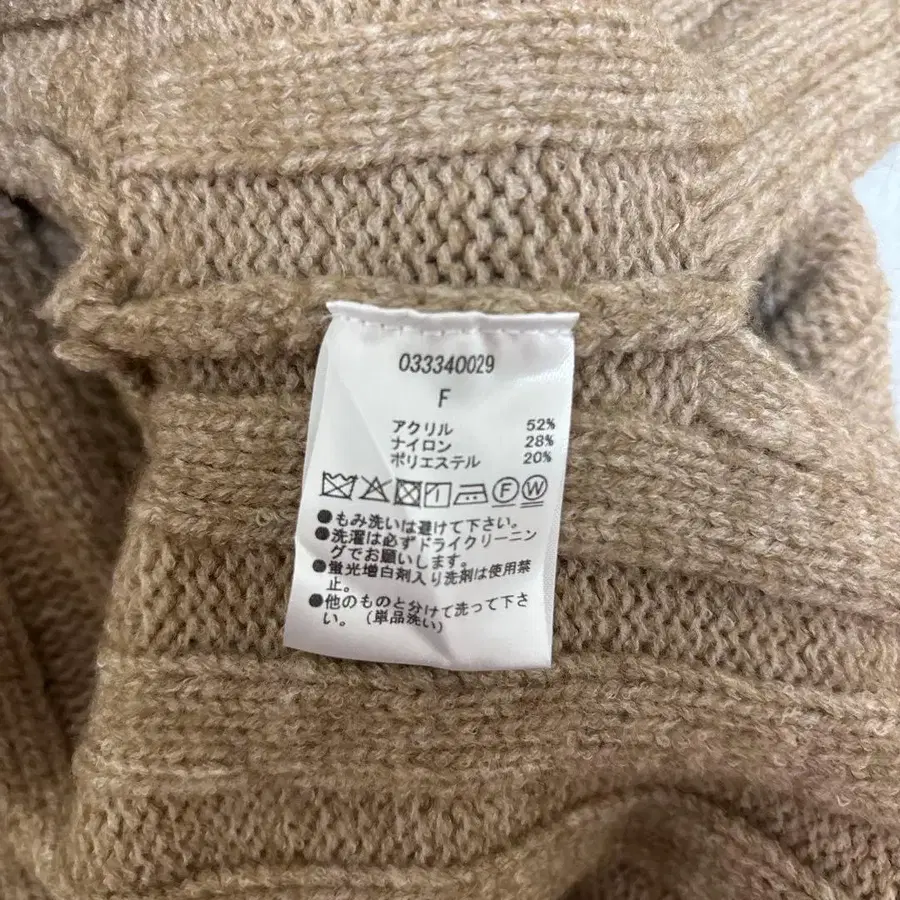 033340029
F
アクリル 52%
ナイロン 28%
ポリエステル 20%
F W
●もみ洗いは避けて下さい。
●洗濯は必ずドライクリーニン
グでお願いします。
●蛍光増白剤入り洗剤は使用禁
止。
●他のものと分けて洗って下さ
い。(単品洗い)